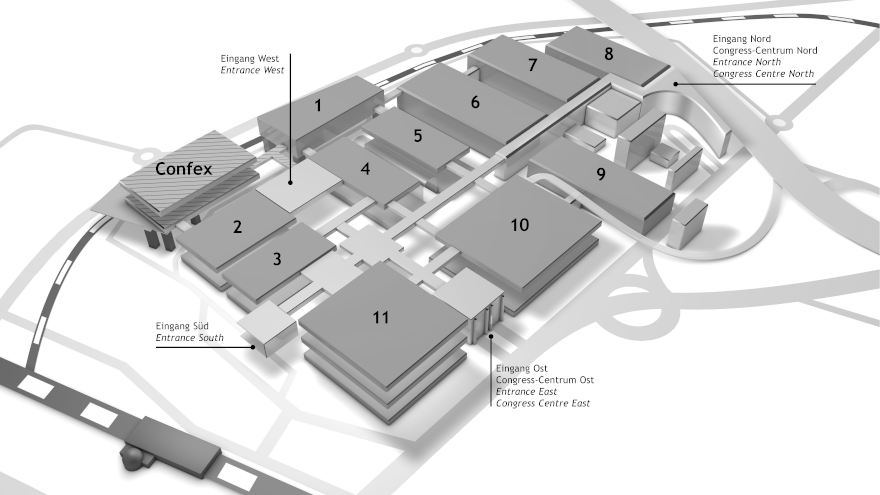 Eingang Nord
Congress-Centrum Nord
Entrance North
Congress Centre North
Eingang West
Entrance West
8
7
6
1
5
4
Confex
9
2
10
3
11
Eingang Süd
Entrance South
Eingang Ost
Congress-Centrum Ost
Entrance East
Congress Centre East